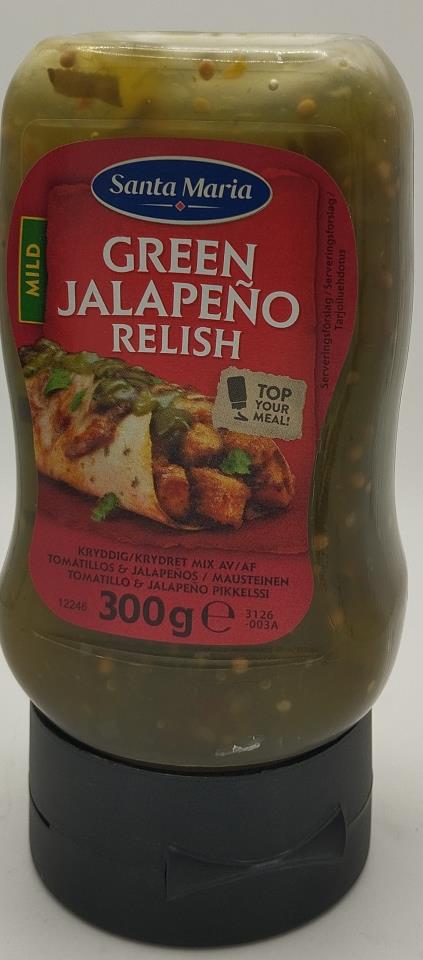 Santa Maria
MILD
GREEN
JALAPEÑO
RELISH
Serveringsförslag / Serveringsforslag /
Tarjoiluehdotus
TOP
YOUR
MEAL!
KRYDDIG/KRYDRET MIX AV/AF
TOMATILLOS & JALAPEÑOS / MAUSTEINEN
TOMATILLO & JALAPEÑO PIKKELSSI
12246
300g e
3126
-003A